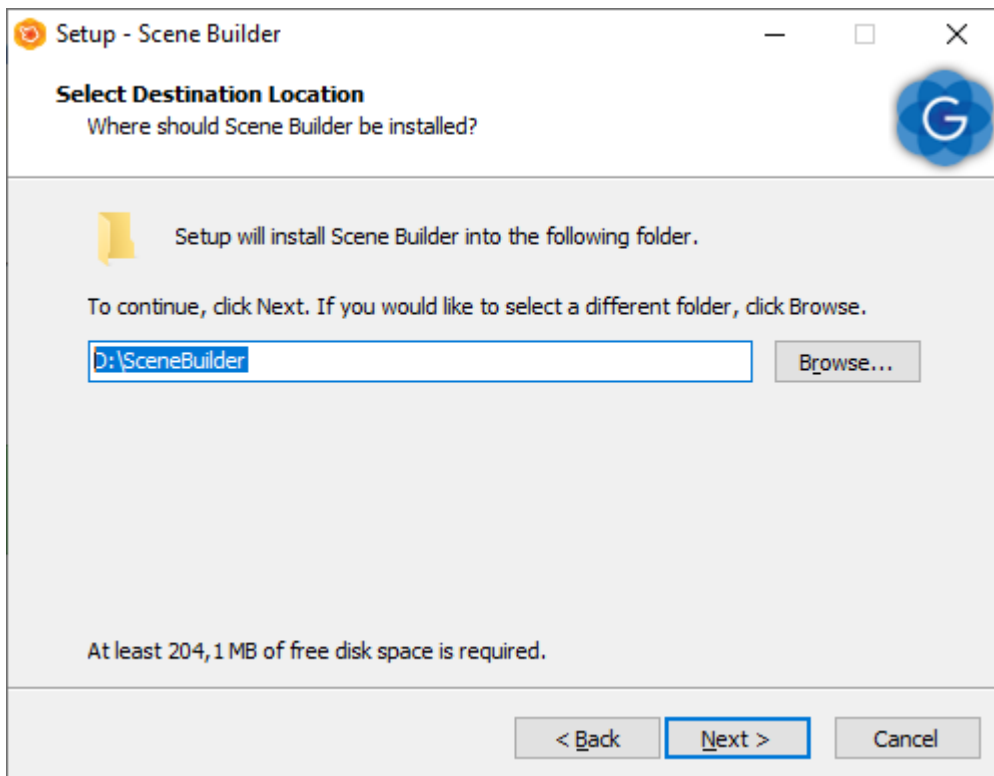 Setup - Scene Builder
Select Destination Location
Where should Scene Builder be installed?
G
Setup will install Scene Builder into the following folder.
To continue, click Next. If you would like to select a different folder, click Browse.
D:\SceneBuilder
Browse...
At least 204,1 MB of free disk space is required.
< Back
Next >
Cancel